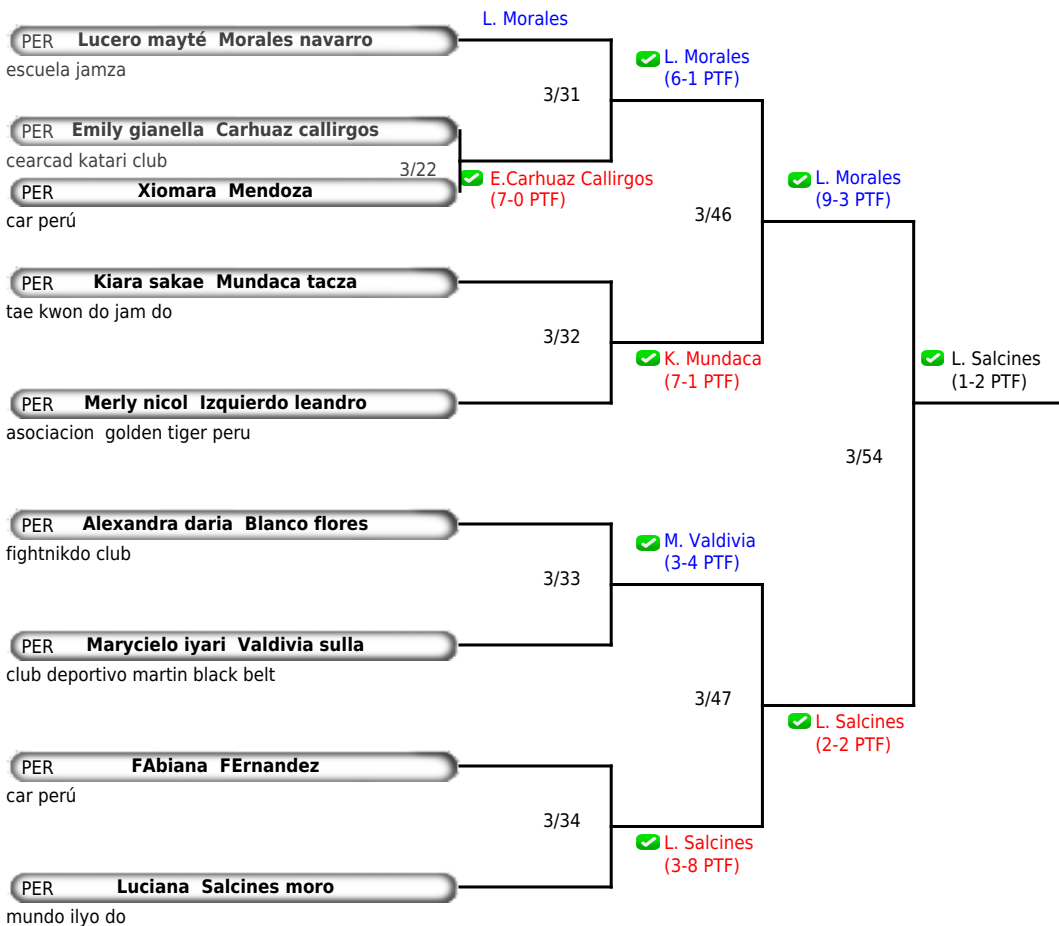 L. Morales
PER Lucero mayté Morales navarro
escuela jamza
L. Morales
(6-1 PTF)
3/31
PER Emily gianella Carhuaz callirgos
cearcad katari club
3/22
E.Carhuaz Callirgos
(7-0 PTF)
PER Xiomara Mendoza
car perú
L. Morales
(9-3 PTF)
3/46
PER Kiara sakae Mundaca tacza
tae kwon do jam do
3/32
K. Mundaca
(7-1 PTF)
L. Salcines
(1-2 PTF)
PER Merly nicol Izquierdo leandro
asociacion golden tiger peru
3/54
PER Alexandra daria Blanco flores
fightnikdo club
M. Valdivia
(3-4 PTF)
3/33
PER Marycielo iyari Valdivia sulla
club deportivo martin black belt
3/47
L. Salcines
(2-2 PTF)
PER FAbiana FErnandez
car perú
3/34
L. Salcines
(3-8 PTF)
PER Luciana Salcines moro
mundo ilyo do